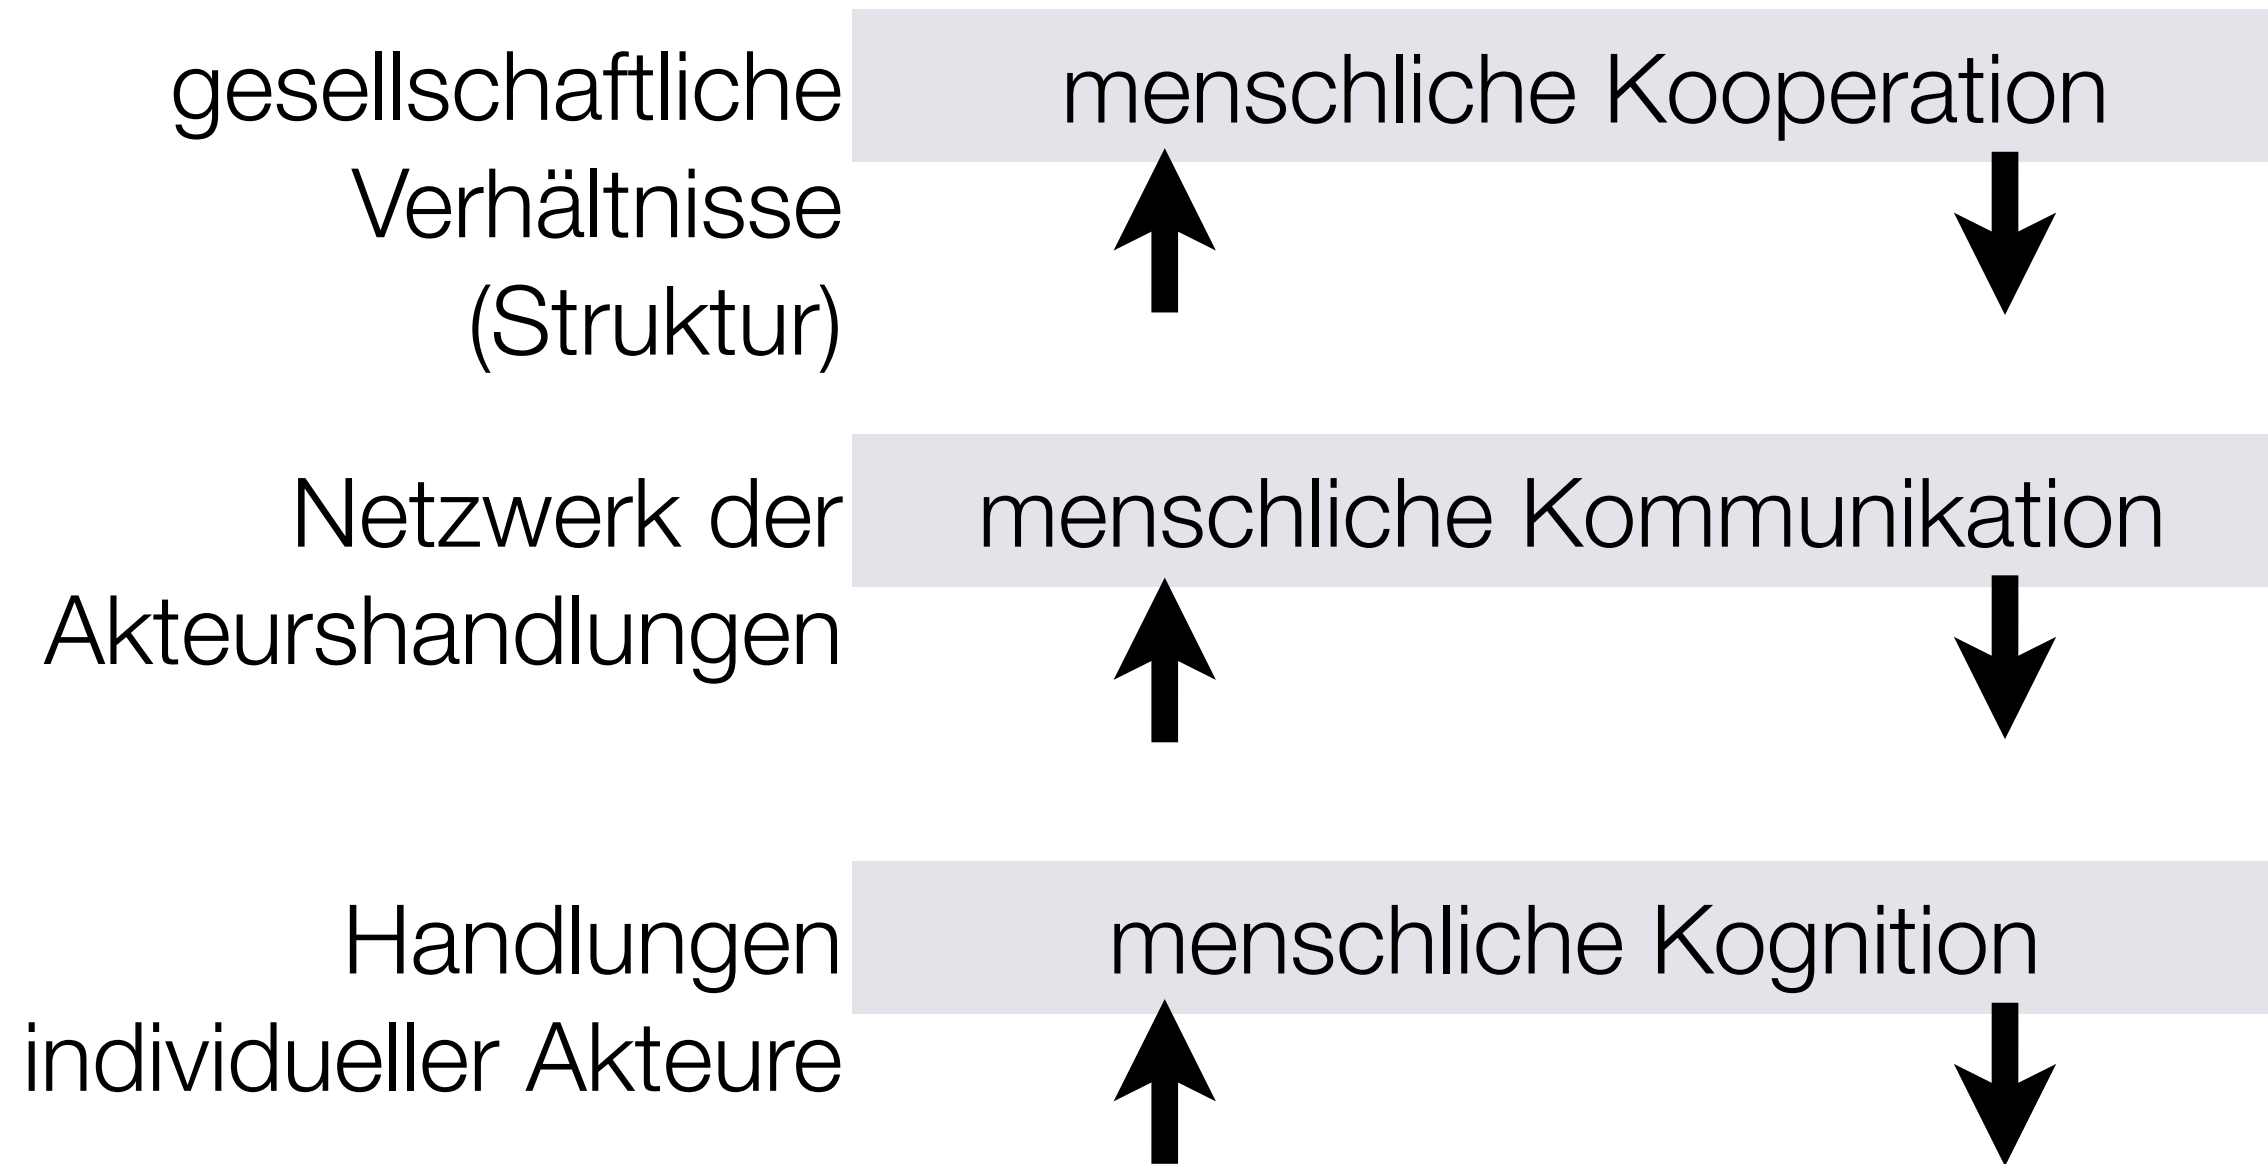 gesellschaftliche
Verhältnisse
(Struktur)
menschliche Kooperation
Netzwerk der
Akteurshandlungen
menschliche Kommunikation
Handlungen
individueller Akteure
menschliche Kognition